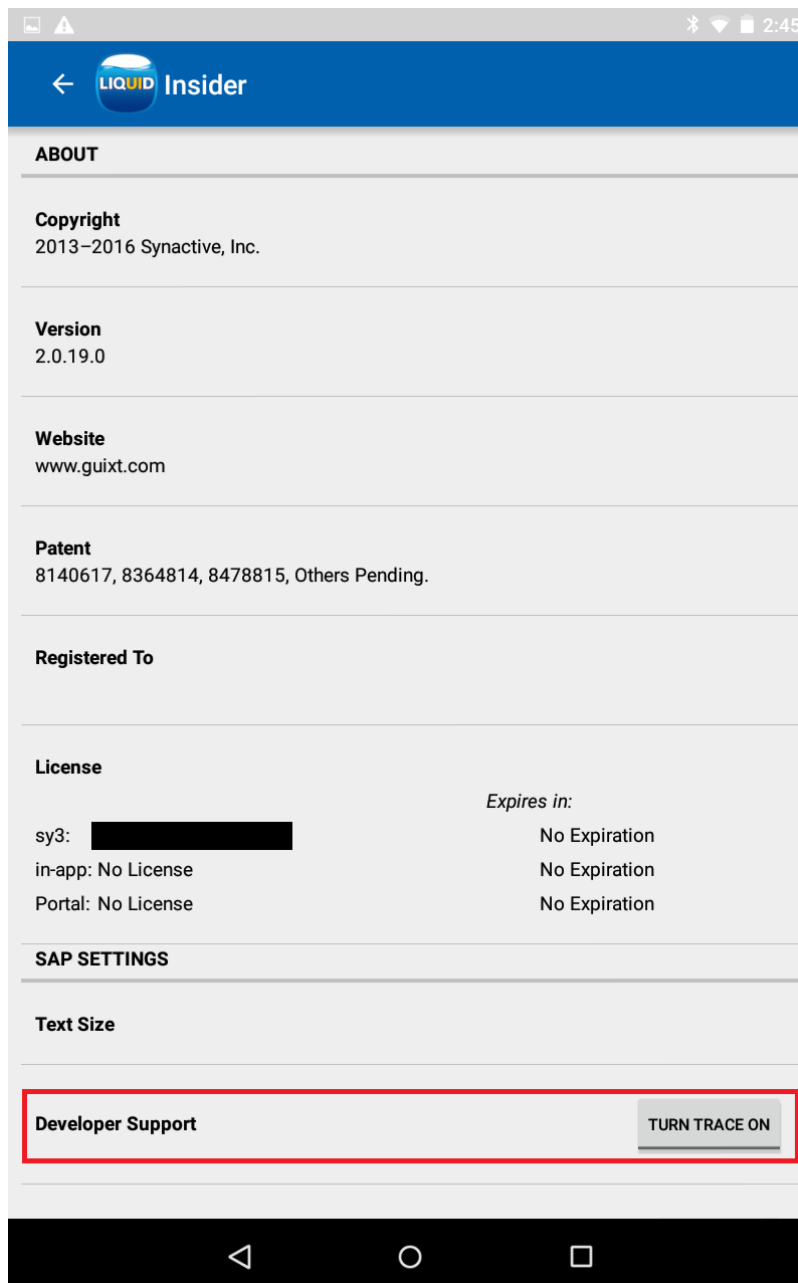 2:45
LIQUID Insider
ABOUT
Copyright
2013–2016 Synactive, Inc.
Version
2.0.19.0
Website
www.guixt.com
Patent
8140617, 8364814, 8478815, Others Pending.
Registered To
License
Expires in:
sy3: No Expiration
in-app: No License No Expiration
Portal: No License No Expiration
SAP SETTINGS
Text Size
Developer Support TURN TRACE ON